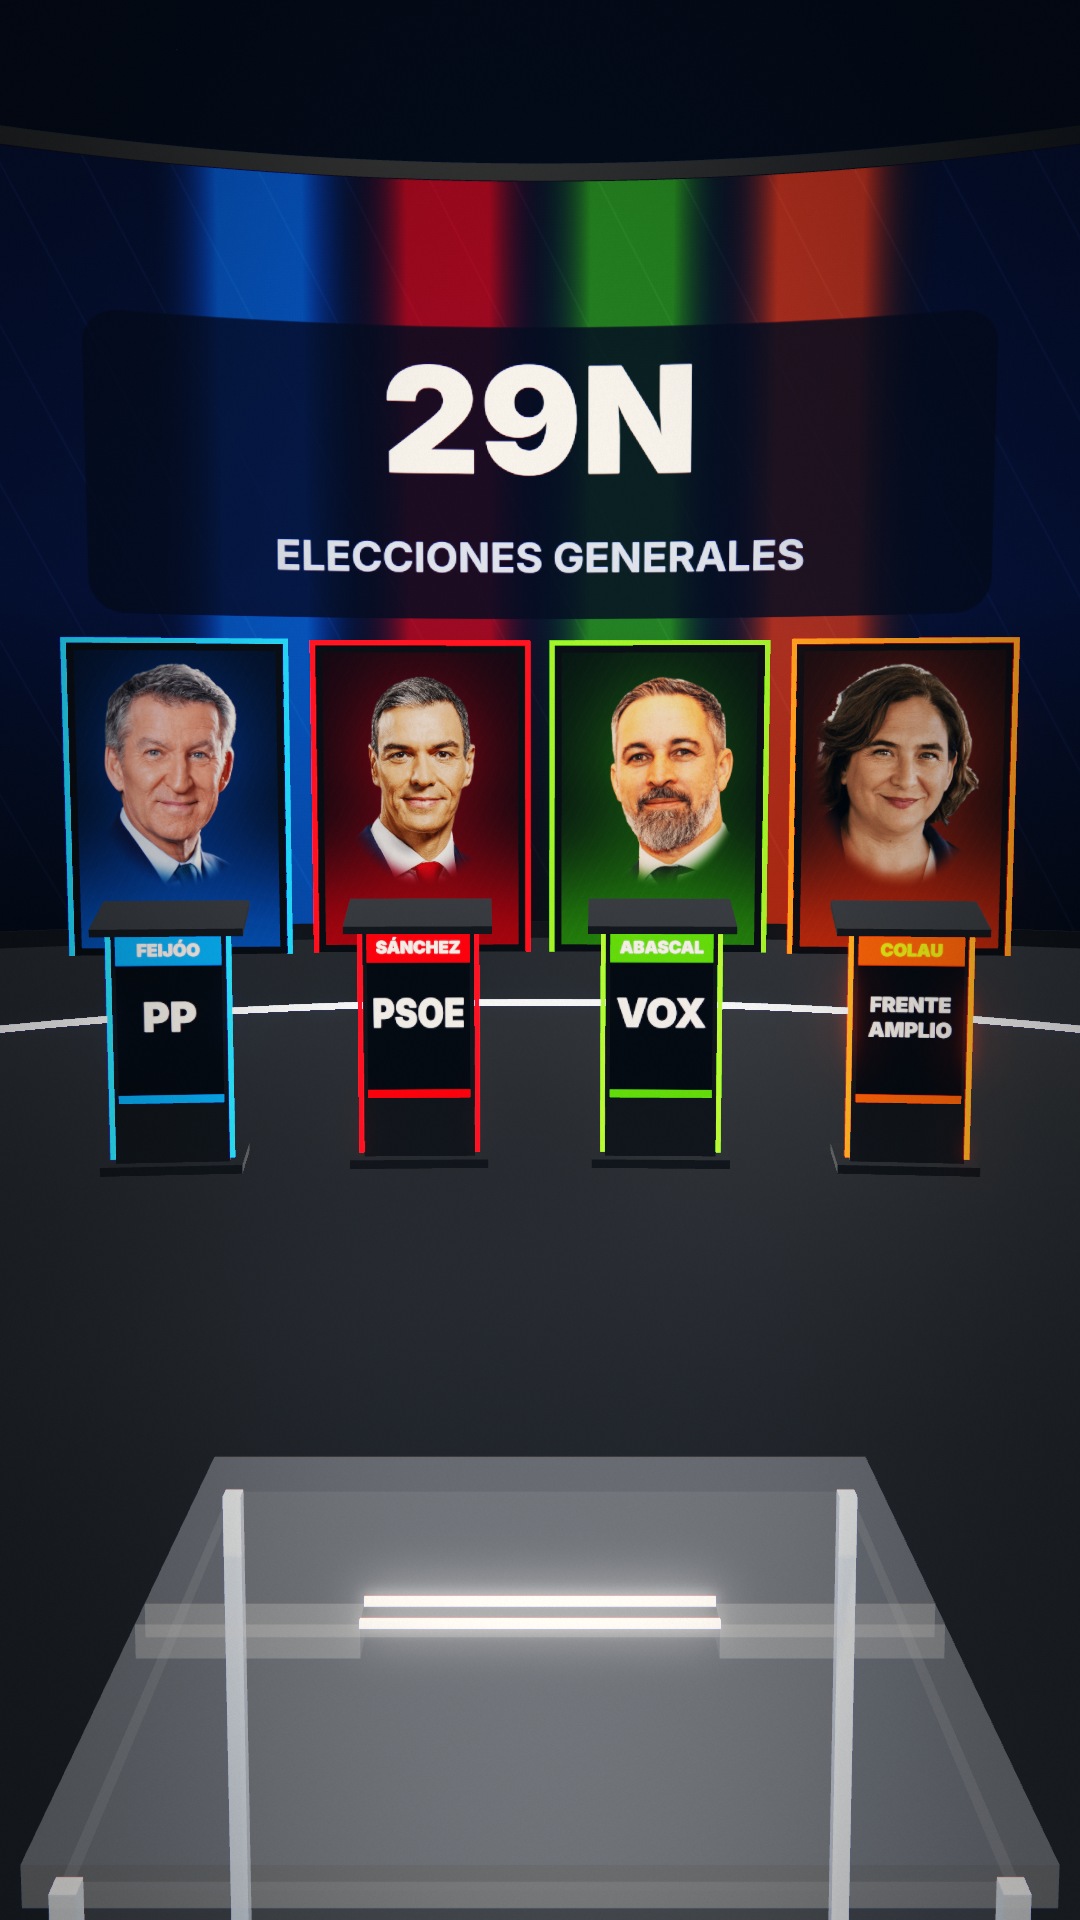 29N
ELECCIONES GENERALES
FEIJÓO
SÁNCHEZ
ABASCAL
COLAU
PP
PSOE
VOX
FRENTE
AMPLIO